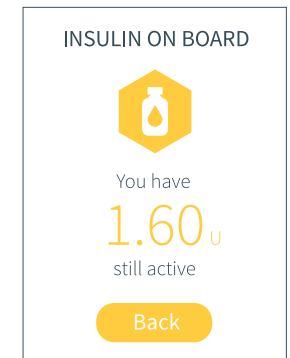 INSULIN ON BOARD
You have
1.60 U
still active
Back